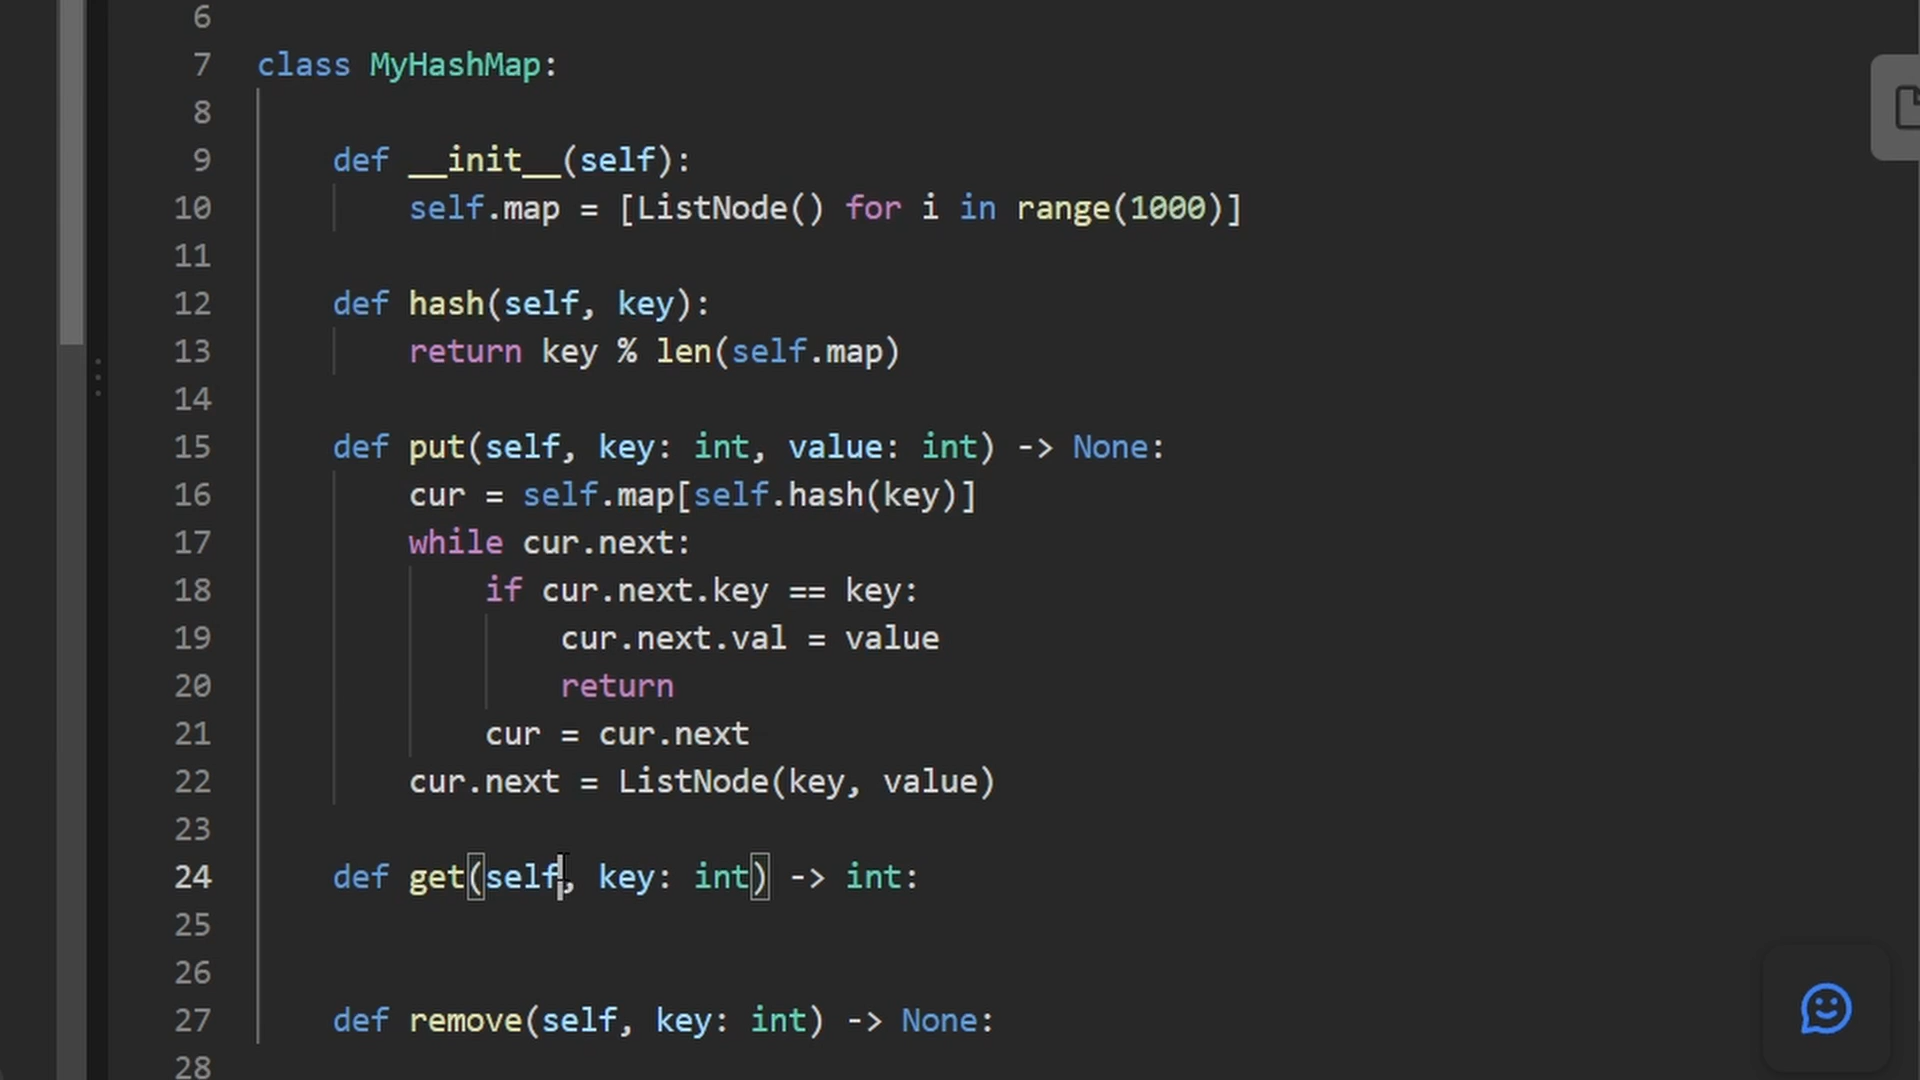 6
7 class MyHashMap:
8
9 def __init__(self):
10 self.map = [ListNode() for i in range(1000)]
11
12 def hash(self, key):
13 return key % len(self.map)
14
15 def put(self, key: int, value: int) -> None:
16 cur = self.map[self.hash(key)]
17 while cur.next:
18 if cur.next.key == key:
19 cur.next.val = value
20 return
21 cur = cur.next
22 cur.next = ListNode(key, value)
23
24 def get(self, key: int) -> int:
25
26
27 def remove(self, key: int) -> None:
28